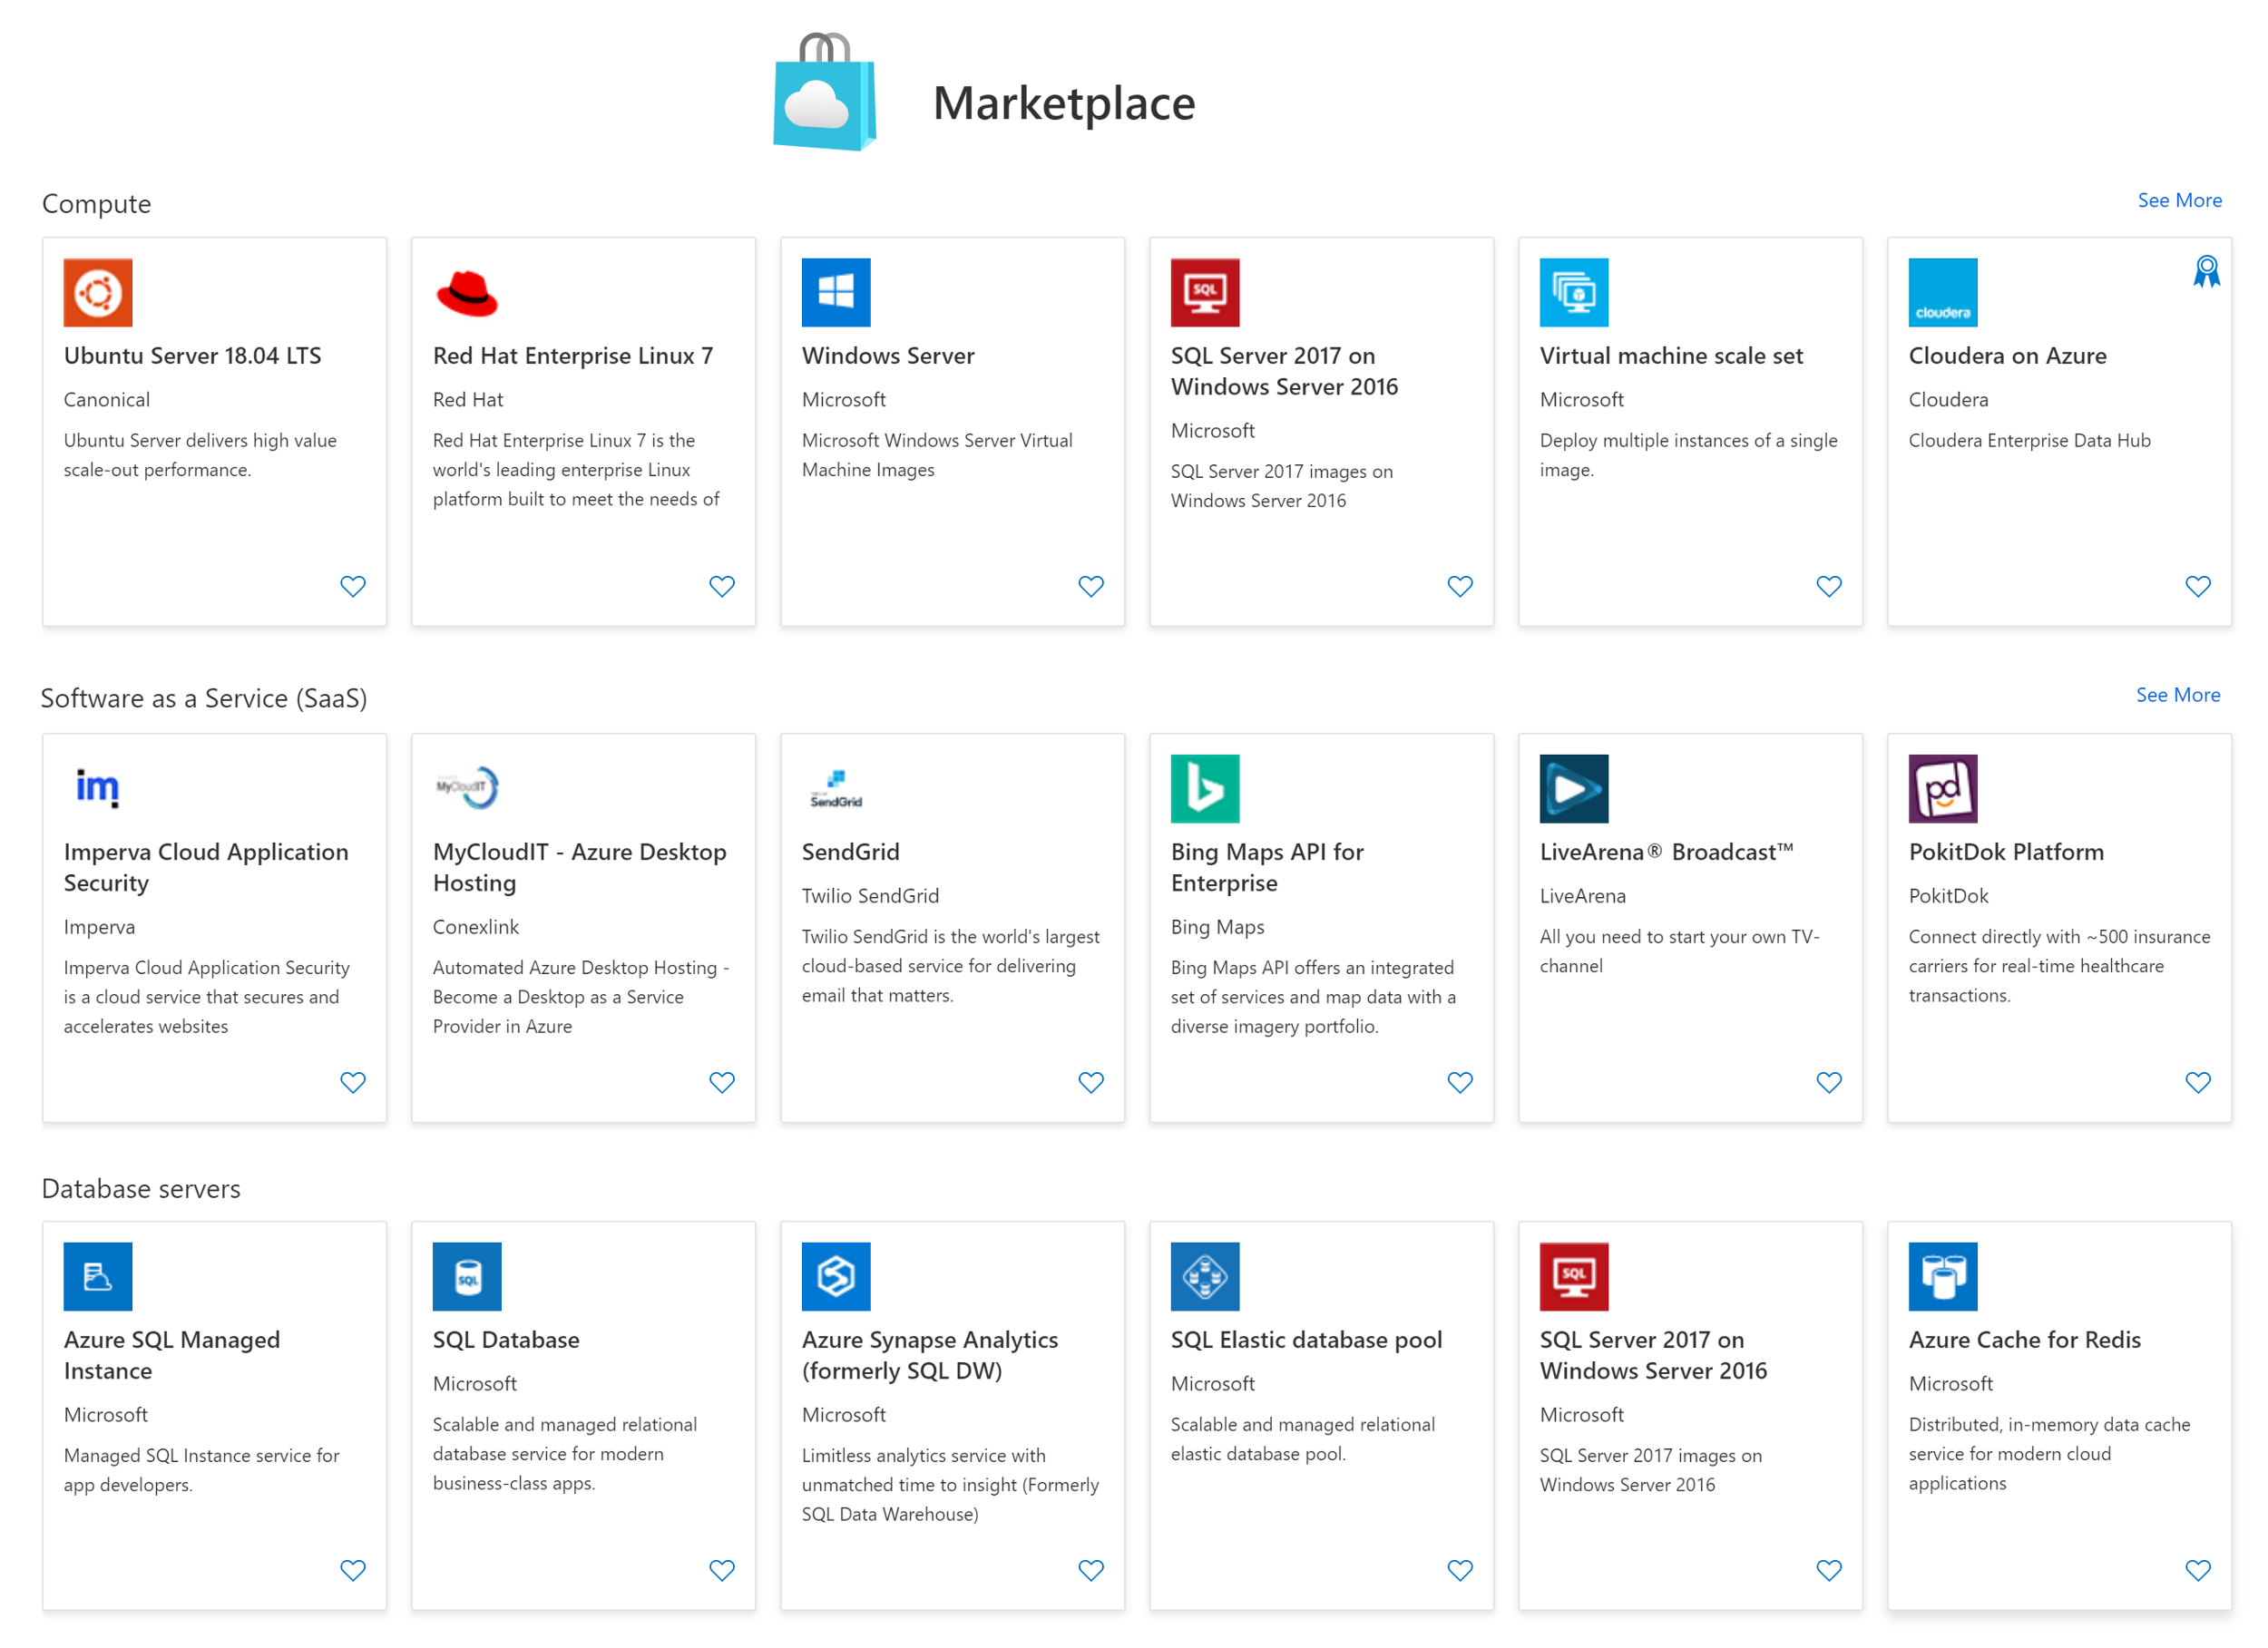 Marketplace
Compute
See More
cloudera
Ubuntu Server 18.04 LTS
Canonical
Ubuntu Server delivers high value
scale-out performance.
Red Hat Enterprise Linux 7
Red Hat
Red Hat Enterprise Linux 7 is the
world's leading enterprise Linux
platform built to meet the needs of
Windows Server
Microsoft
Microsoft Windows Server Virtual
Machine Images
SQL
SQL Server 2017 on
Windows Server 2016
Microsoft
SQL Server 2017 images on
Windows Server 2016
Virtual machine scale set
Microsoft
Deploy multiple instances of a single
image.
Cloudera on Azure
Cloudera
Cloudera Enterprise Data Hub
Software as a Service (SaaS)
See More
im
Imperva Cloud Application
Security
Imperva
Imperva Cloud Application Security
is a cloud service that secures and
accelerates websites
MyCloudIT
MyCloudIT - Azure Desktop
Hosting
Conexlink
Automated Azure Desktop Hosting -
Become a Desktop as a Service
Provider in Azure
SendGrid
SendGrid
Twilio SendGrid
Twilio SendGrid is the world's largest
cloud-based service for delivering
email that matters.
Bing Maps API for
Enterprise
Bing Maps
Bing Maps API offers an integrated
set of services and map data with a
diverse imagery portfolio.
LiveArena® Broadcast™
LiveArena
All you need to start your own TV-
channel
pd
PokitDok Platform
PokitDok
Connect directly with ~500 insurance
carriers for real-time healthcare
transactions.
Database servers
Azure SQL Managed
Instance
Microsoft
Managed SQL Instance service for
app developers.
SQL
SQL Database
Microsoft
Scalable and managed relational
database service for modern
business-class apps.
Azure Synapse Analytics
(formerly SQL DW)
Microsoft
Limitless analytics service with
unmatched time to insight (Formerly
SQL Data Warehouse)
SQL Elastic database pool
Microsoft
Scalable and managed relational
elastic database pool.
SQL
SQL Server 2017 on
Windows Server 2016
Microsoft
SQL Server 2017 images on
Windows Server 2016
Azure Cache for Redis
Microsoft
Distributed, in-memory data cache
service for modern cloud
applications